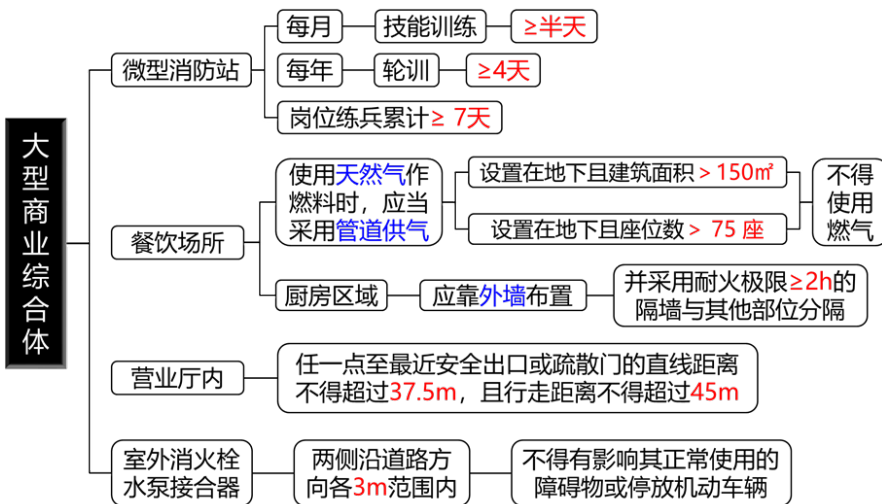 大型商业综合体
微型消防站
每月
技能训练
≥半天
每年
轮训
≥4天
岗位练兵累计≥ 7天
餐饮场所
使用天然气作
燃料时，应当
采用管道供气
设置在地下且建筑面积 > 150㎡
设置在地下且座位数 > 75 座
不得
使用
燃气
厨房区域
应靠外墙布置
并采用耐火极限≥2h的
隔墙与其他部位分隔
营业厅内
任一点至最近安全出口或疏散门的直线距离
不得超过37.5m，且行走距离不得超过45m
室外消火栓
水泵接合器
两侧沿道路方
向各3m范围内
不得有影响其正常使用的
障碍物或停放机动车辆